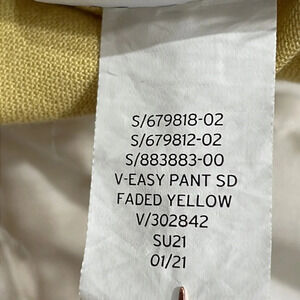 S/679818-02
S/679812-02
S/883883-00
V-EASY PANT SD
FADED YELLOW
V/302842
SU21
01/21